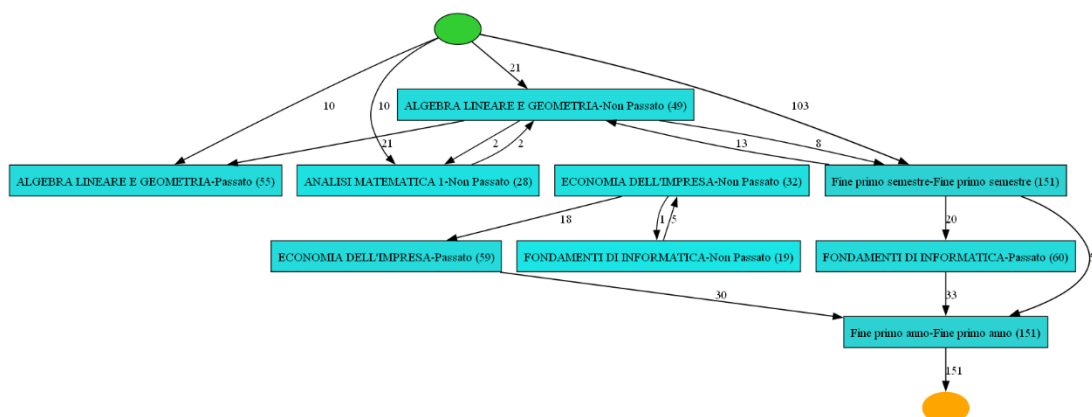 21
10
10
103
ALGEBRA LINEARE E GEOMETRIA-Non Passato (49)
21
2
2
13
8
ALGEBRA LINEARE E GEOMETRIA-Passato (55)
ANALISI MATEMATICA 1-Non Passato (28)
ECONOMIA DELL'IMPRESA-Non Passato (32)
Fine primo semestre-Fine primo semestre (151)
18
1
5
20
ECONOMIA DELL'IMPRESA-Passato (59)
FONDAMENTI DI INFORMATICA-Non Passato (19)
FONDAMENTI DI INFORMATICA-Passato (60)
30
33
Fine primo anno-Fine primo anno (151)
151